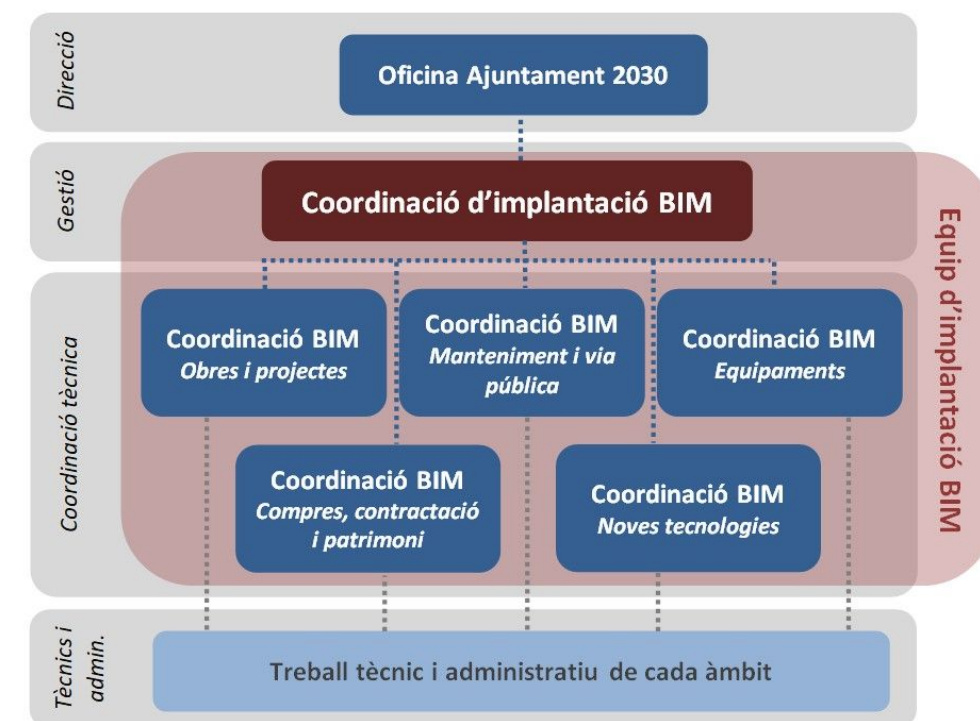 Direcció
Oficina Ajuntament 2030
Gestió
Coordinació d'implantació BIM
Equip d'implantació BIM
Coordinació tècnica
Coordinació BIM
Obres i projectes
Coordinació BIM
Manteniment i via
pública
Coordinació BIM
Equipaments
Coordinació BIM
Compres, contractació
i patrimoni
Coordinació BIM
Noves tecnologies
Tècnics i
admin.
Treball tècnic i administratiu de cada àmbit